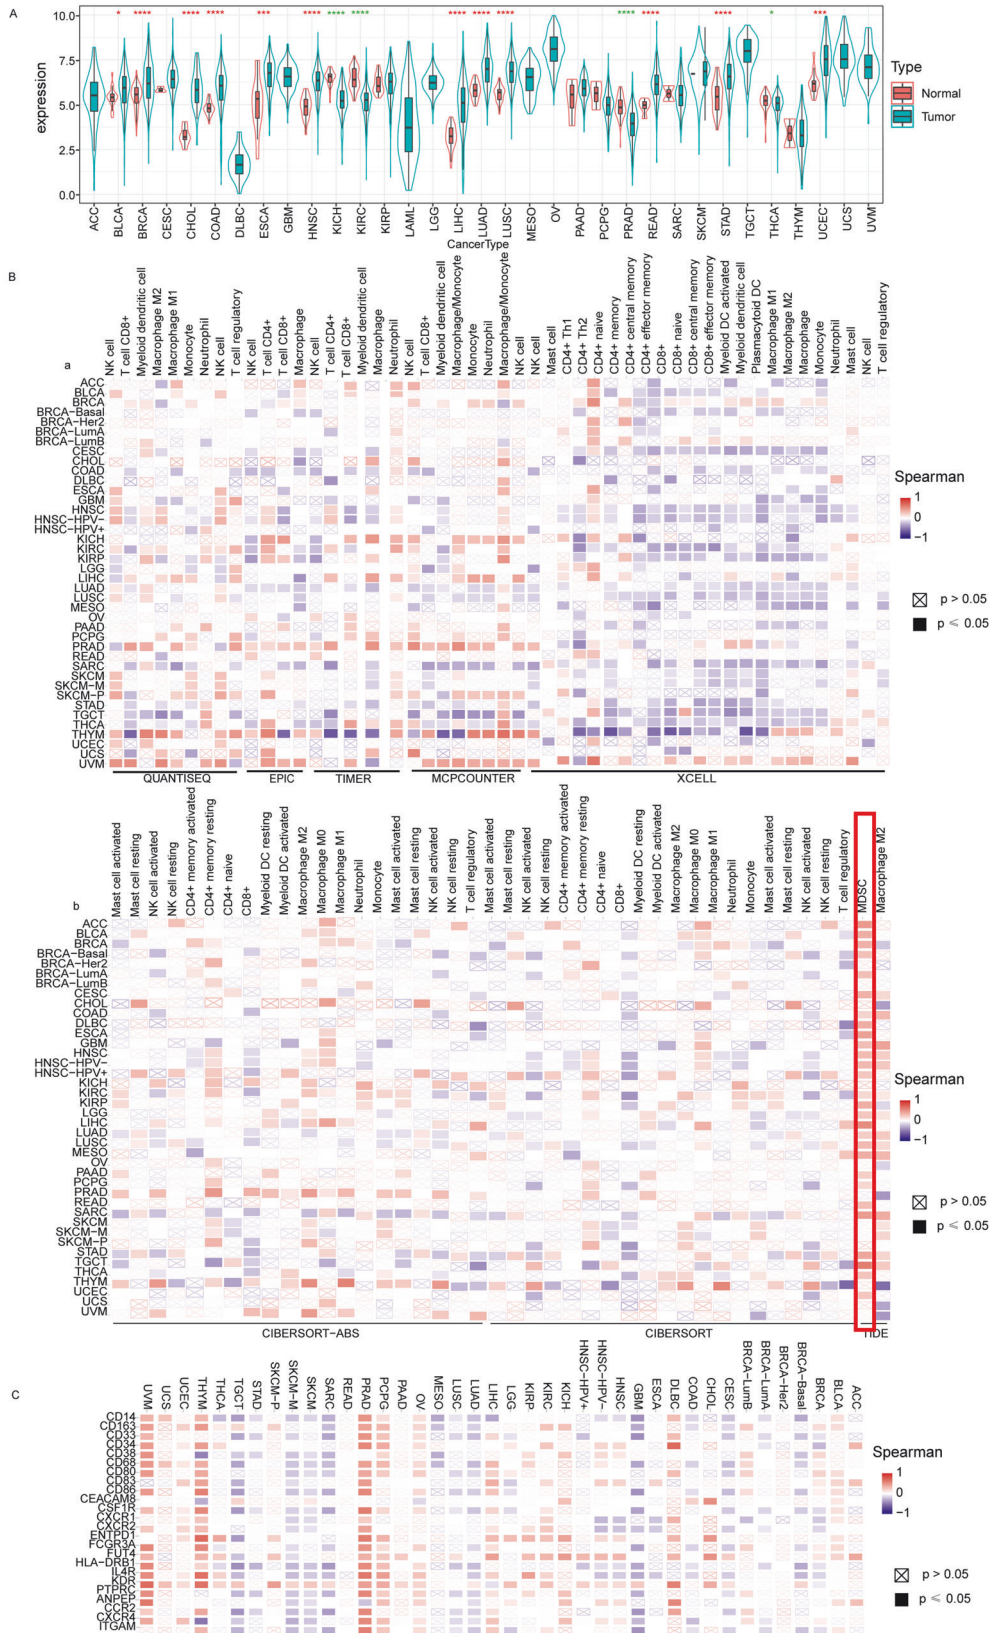 A
* **** **** **** *** **** **** **** **** **** **** **** **** **** * ***
expression
10.0
7.5
5.0
2.5
0.0
Type
Normal
Tumor
ACC BLCA BRCA CESC CHOL COAD DLBC ESCA GBM HNSC KICH KIRC KIRP LAML LGG LIHC LUAD LUSC MESO OV PAAD PCPG PRAD READ SARC SKCM STAD TGCT THCA THYM UCEC UCS UVM
CancerType
B
a
NK cell
T cell CD8+
Myeloid dendritic cell
Macrophage M2
Macrophage M1
Monocyte
Neutrophil
NK cell
T cell regulatory
NK cell
T cell CD4+
T cell CD8+
Macrophage
NK cell
T cell CD4+
T cell CD8+
Myeloid dendritic cell
Macrophage
Neutrophil
NK cell
T cell CD8+
Myeloid dendritic cell
Macrophage/Monocyte
Monocyte
Neutrophil
Macrophage/Monocyte
NK cell
NK cell
Mast cell
CD4+ Th1
CD4+ Th2
CD4+ naive
CD4+ memory
CD4+ central memory
CD4+ effector memory
CD8+
CD8+ naive
CD8+ central memory
CD8+ effector memory
Myeloid DC activated
Myeloid dendritic cell
Plasmacytoid DC
Macrophage M1
Macrophage M2
Macrophage
Monocyte
Neutrophil
Mast cell
NK cell
T cell regulatory
ACC
BLCA
BRCA
BRCA-Basal
BRCA-Her2
BRCA-LumA
BRCA-LumB
CESC
CHOL
COAD
DLBC
ESCA
GBM
HNSC
HNSC-HPV-
HNSC-HPV+
KICH
KIRC
KIRP
LGG
LIHC
LUAD
LUSC
MESO
OV
PAAD
PCPG
PRAD
READ
SARC
SKCM
SKCM-M
SKCM-P
STAD
TGCT
THCA
THYM
UCEC
UCS
UVM
Spearman
1
0
−1
p > 0.05
p ⩽ 0.05
QUANTISEQ EPIC TIMER MCPCOUNTER XCELL
b
Mast cell activated
Mast cell resting
NK cell activated
NK cell resting
CD4+ memory activated
CD4+ memory resting
CD4+ naive
CD8+
Myeloid DC resting
Myeloid DC activated
Macrophage M2
Macrophage M0
Macrophage M1
Neutrophil
Monocyte
Mast cell activated
Mast cell resting
NK cell activated
NK cell resting
T cell regulatory
Mast cell activated
Mast cell resting
NK cell activated
NK cell resting
CD4+ memory activated
CD4+ memory resting
CD4+ naive
CD8+
Myeloid DC resting
Myeloid DC activated
Macrophage M2
Macrophage M0
Macrophage M1
Neutrophil
Monocyte
Mast cell activated
Mast cell resting
NK cell activated
NK cell resting
T cell regulatory
MDSC
Macrophage M2
ACC
BLCA
BRCA
BRCA-Basal
BRCA-Her2
BRCA-LumA
BRCA-LumB
CESC
CHOL
COAD
DLBC
ESCA
GBM
HNSC
HNSC-HPV-
HNSC-HPV+
KICH
KIRC
KIRP
LGG
LIHC
LUAD
LUSC
MESO
OV
PAAD
PCPG
PRAD
READ
SARC
SKCM
SKCM-M
SKCM-P
STAD
TGCT
THCA
THYM
UCEC
UCS
UVM
Spearman
1
0
−1
p > 0.05
p ⩽ 0.05
CIBERSORT-ABS CIBERSORT TIDE
C
UVM UCS UCEC THYM THCA TGCT STAD SKCM-P SKCM-M SKCM SARC READ PRAD PCPG PAAD OV MESO LUSC LUAD LIHC LGG KIRP KIRC KICH HNSC-HPV+ HNSC-HPV- HNSC GBM ESCA DLBC COAD CHOL CESC BRCA-LumB BRCA-LumA BRCA-Her2 BRCA-Basal BRCA BLCA ACC
CD14
CD163
CD33
CD34
CD38
CD68
CD80
CD83
CD86
CEACAM8
CSF1R
CXCR1
CXCR2
ENTPD1
FCGR3A
FUT4
HLA-DRB1
IL4R
KDR
PTPRC
ANPEP
CCR2
CXCR4
ITGAM
Spearman
1
0
−1
p > 0.05
p ⩽ 0.05